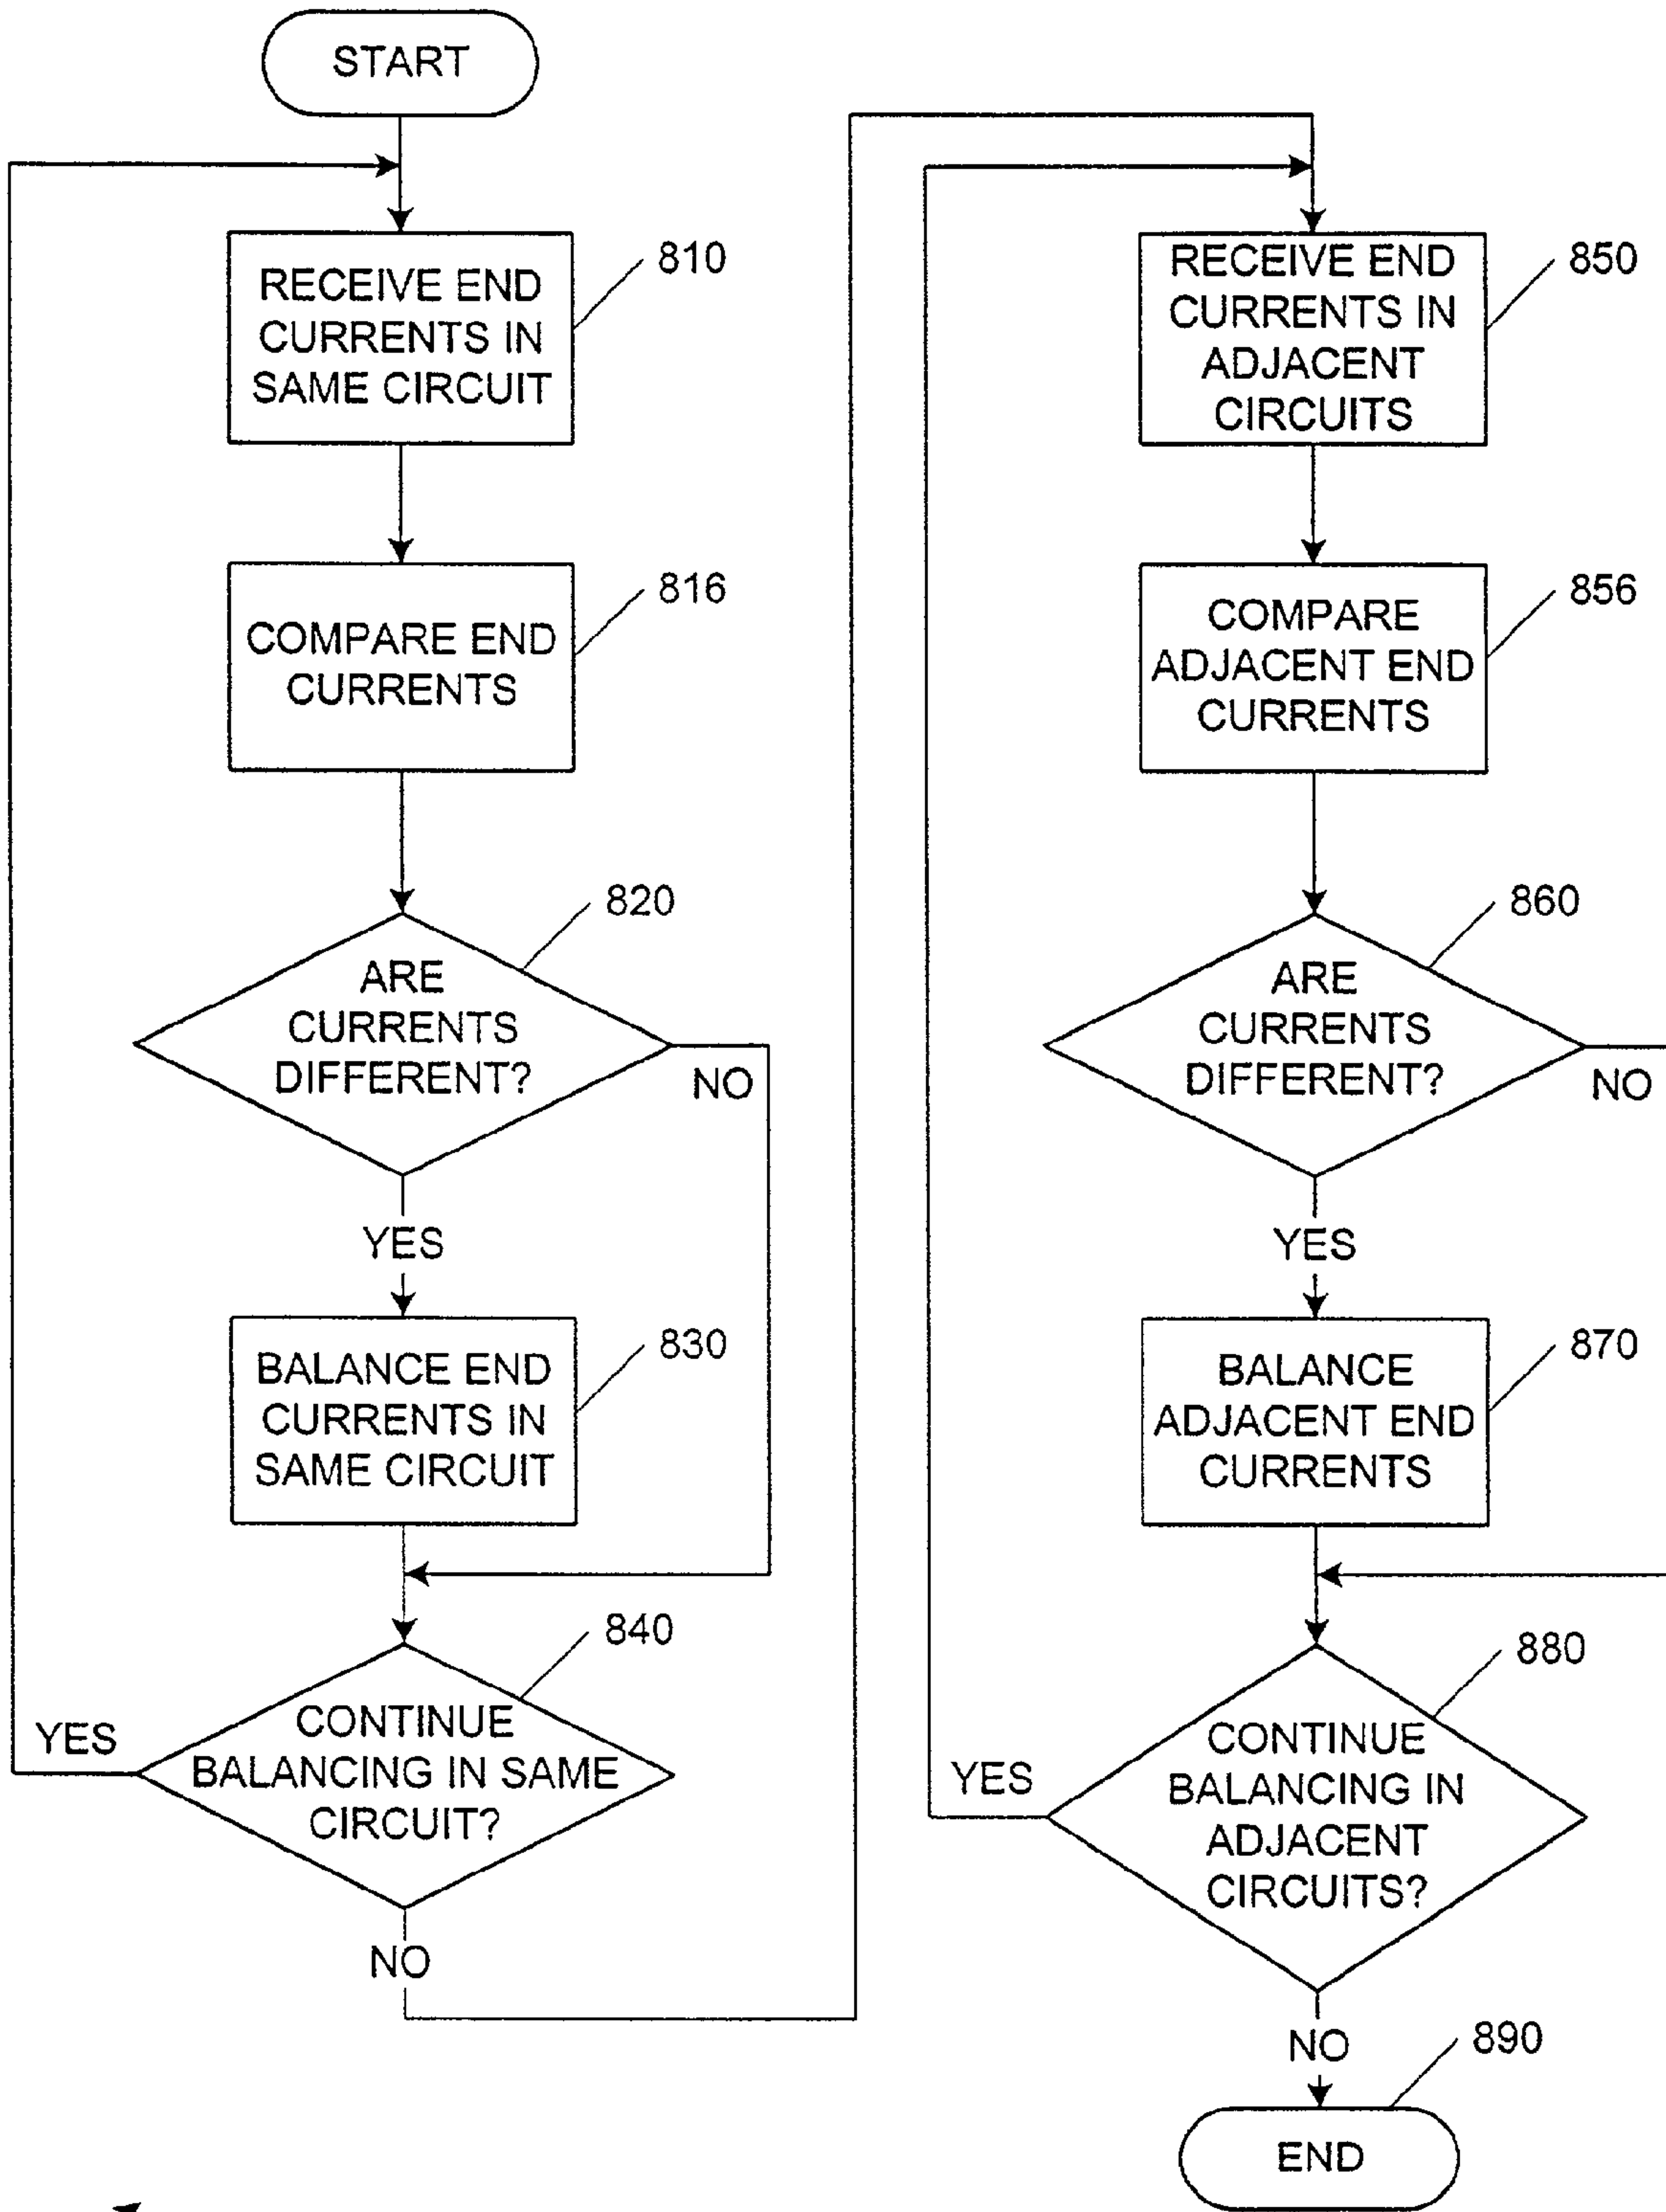 START
RECEIVE END
CURRENTS IN
SAME CIRCUIT
810
COMPARE END
CURRENTS
816
ARE
CURRENTS
DIFFERENT?
820
NO
YES
BALANCE END
CURRENTS IN
SAME CIRCUIT
830
CONTINUE
BALANCING IN SAME
CIRCUIT?
840
YES
NO
RECEIVE END
CURRENTS IN
ADJACENT
CIRCUITS
850
COMPARE
ADJACENT END
CURRENTS
856
ARE
CURRENTS
DIFFERENT?
860
NO
YES
BALANCE
ADJACENT END
CURRENTS
870
CONTINUE
BALANCING IN
ADJACENT
CIRCUITS?
880
YES
NO
END
890